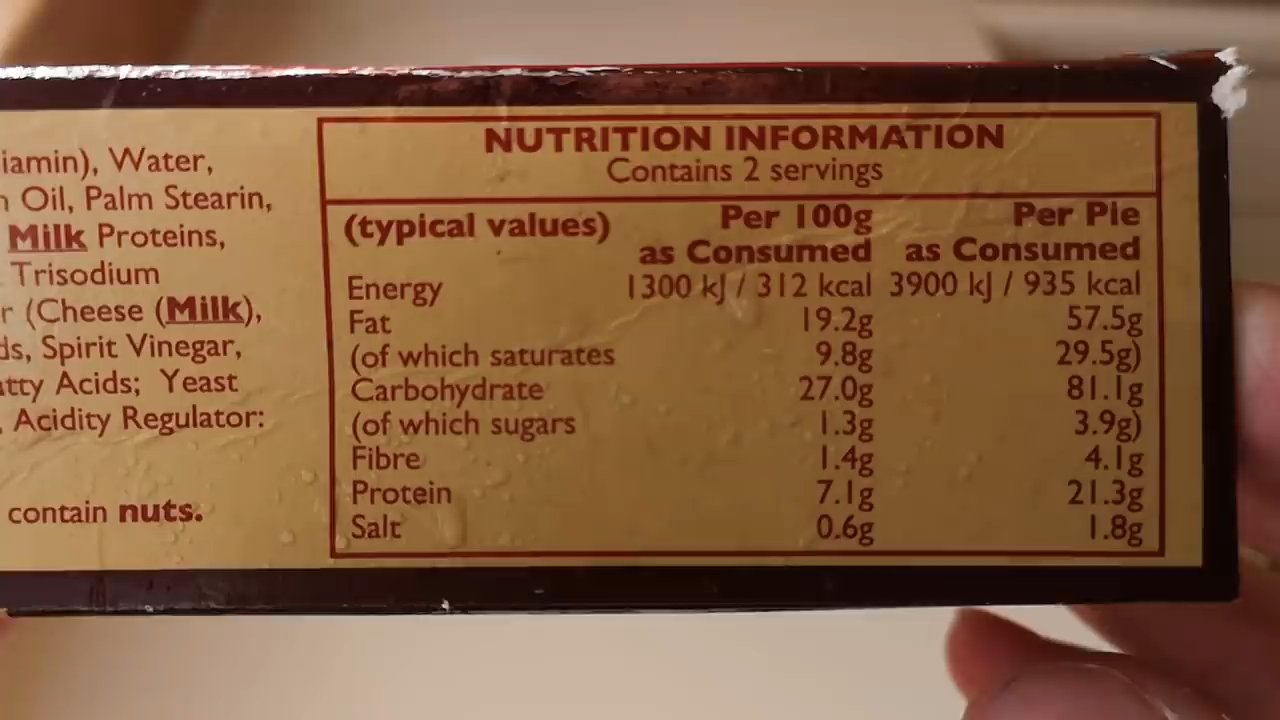 iamin), Water,
Oil, Palm Stearin,
Milk Proteins,
Trisodium
(Cheese (Milk),
Spirit Vinegar,
Acids; Yeast
Acidity Regulator:
contain nuts.
NUTRITION INFORMATION
Contains 2 servings
(typical values) Per 100g as Consumed Per Pie as Consumed
Energy 1300 kJ / 312 kcal 3900 kJ / 935 kcal
Fat 19.2g 57.5g
(of which saturates 9.8g 29.5g)
Carbohydrate 27.0g 81.1g
(of which sugars 1.3g 3.9g)
Fibre 1.4g 4.1g
Protein 7.1g 21.3g
Salt 0.6g 1.8g